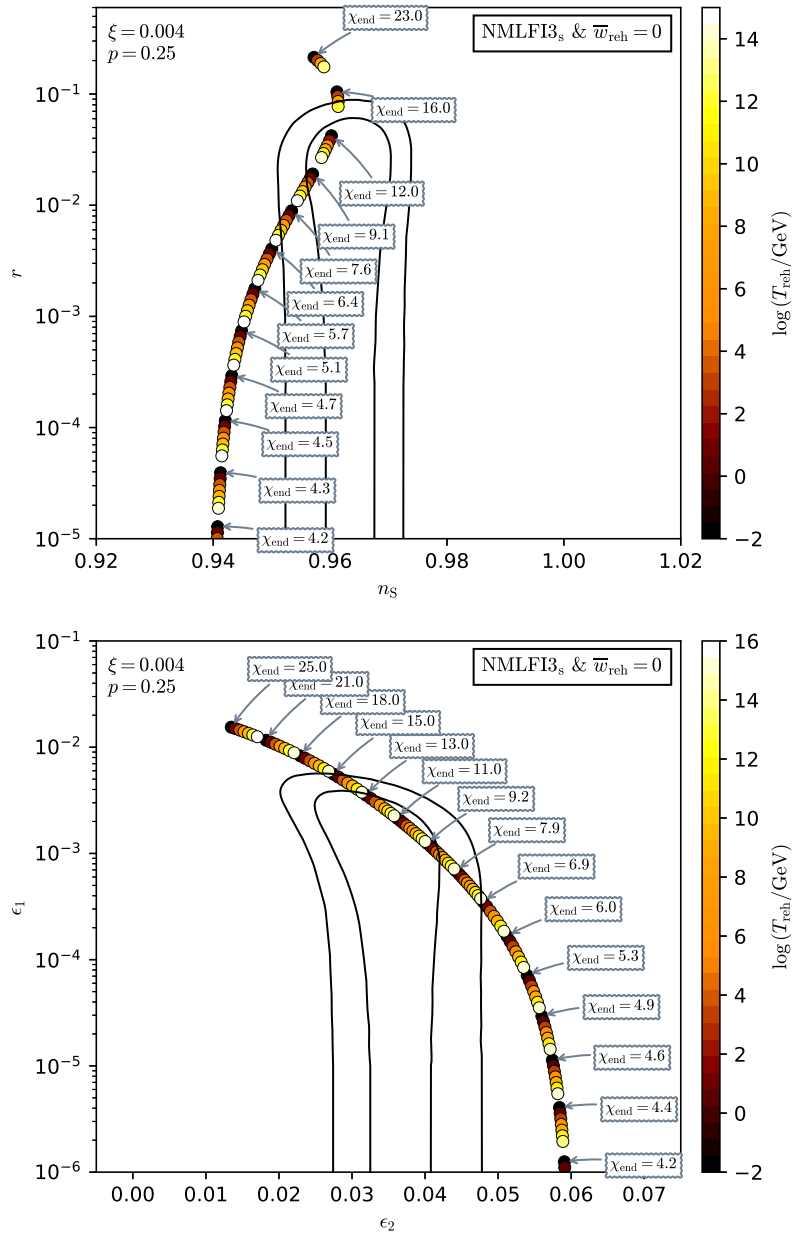 ξ = 0.004
p = 0.25
NMLFI3s & w̅reh = 0
χend = 23.0
χend = 16.0
χend = 12.0
χend = 9.1
χend = 7.6
χend = 6.4
χend = 5.7
χend = 5.1
χend = 4.7
χend = 4.5
χend = 4.3
χend = 4.2
10⁻¹
10⁻²
10⁻³
10⁻⁴
10⁻⁵
r
0.92 0.94 0.96 0.98 1.00 1.02
nS
14
12
10
8
6
4
2
0
−2
log (Treh/GeV)
ξ = 0.004
p = 0.25
NMLFI3s & w̅reh = 0
χend = 25.0
χend = 21.0
χend = 18.0
χend = 15.0
χend = 13.0
χend = 11.0
χend = 9.2
χend = 7.9
χend = 6.9
χend = 6.0
χend = 5.3
χend = 4.9
χend = 4.6
χend = 4.4
χend = 4.2
10⁻¹
10⁻²
10⁻³
10⁻⁴
10⁻⁵
10⁻⁶
ϵ1
0.00 0.01 0.02 0.03 0.04 0.05 0.06 0.07
ϵ2
16
14
12
10
8
6
4
2
0
−2
log (Treh/GeV)